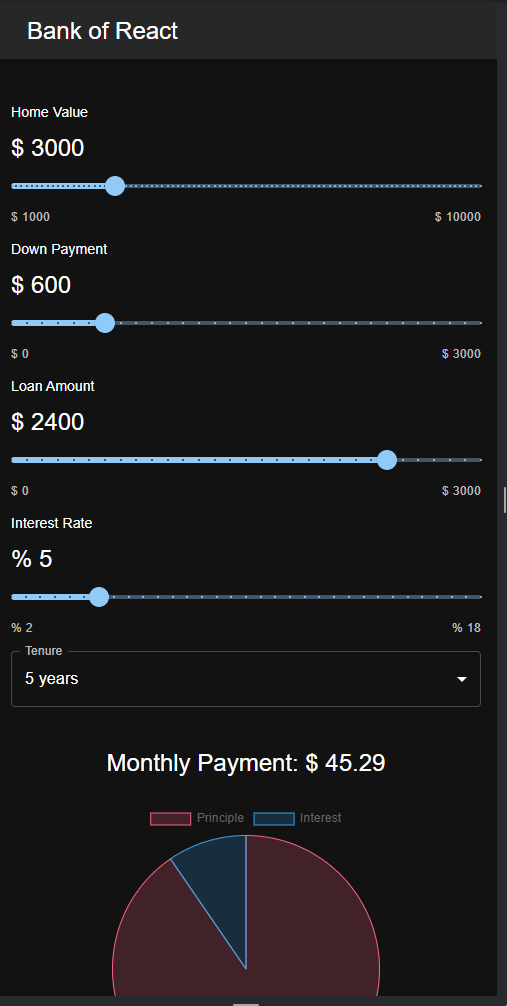 Bank of React
Home Value
$ 3000
$ 1000 $ 10000
Down Payment
$ 600
$ 0 $ 3000
Loan Amount
$ 2400
$ 0 $ 3000
Interest Rate
% 5
% 2 % 18
Tenure
5 years
Monthly Payment: $ 45.29
Principle Interest